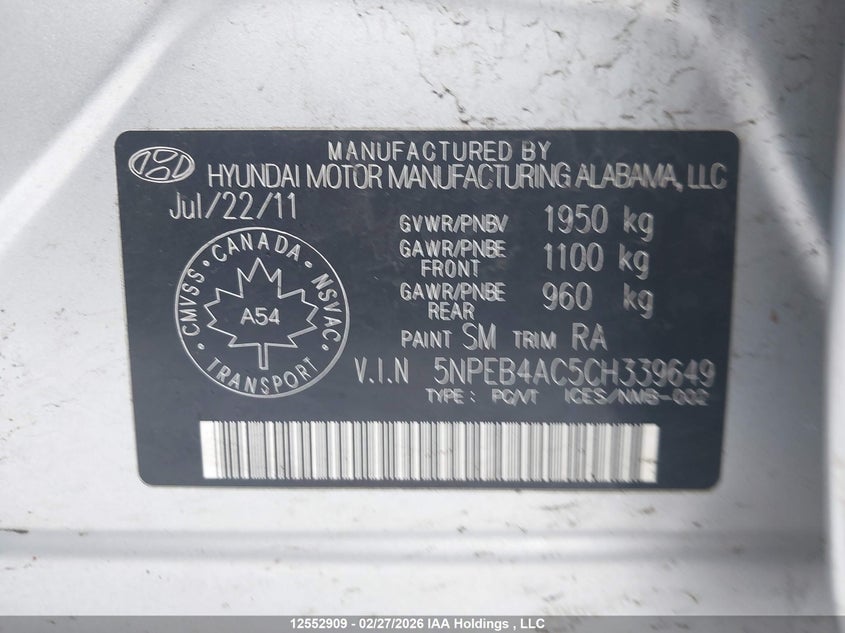 MANUFACTURED BY
HYUNDAI MOTOR MANUFACTURING ALABAMA, LLC
Jul/22/11
GVWR/PNBV 1950 kg
GAWR/PNBE FRONT 1100 kg
GAWR/PNBE REAR 960 kg
PAINT SM TRIM RA
CANADA
CMVSS
NSVAC
A54
TRANSPORT
V.I.N 5NPEB4AC5CH339649
TYPE : PC/VT ICES/NMB-002
12552909 - 02/27/2026 IAA Holdings , LLC